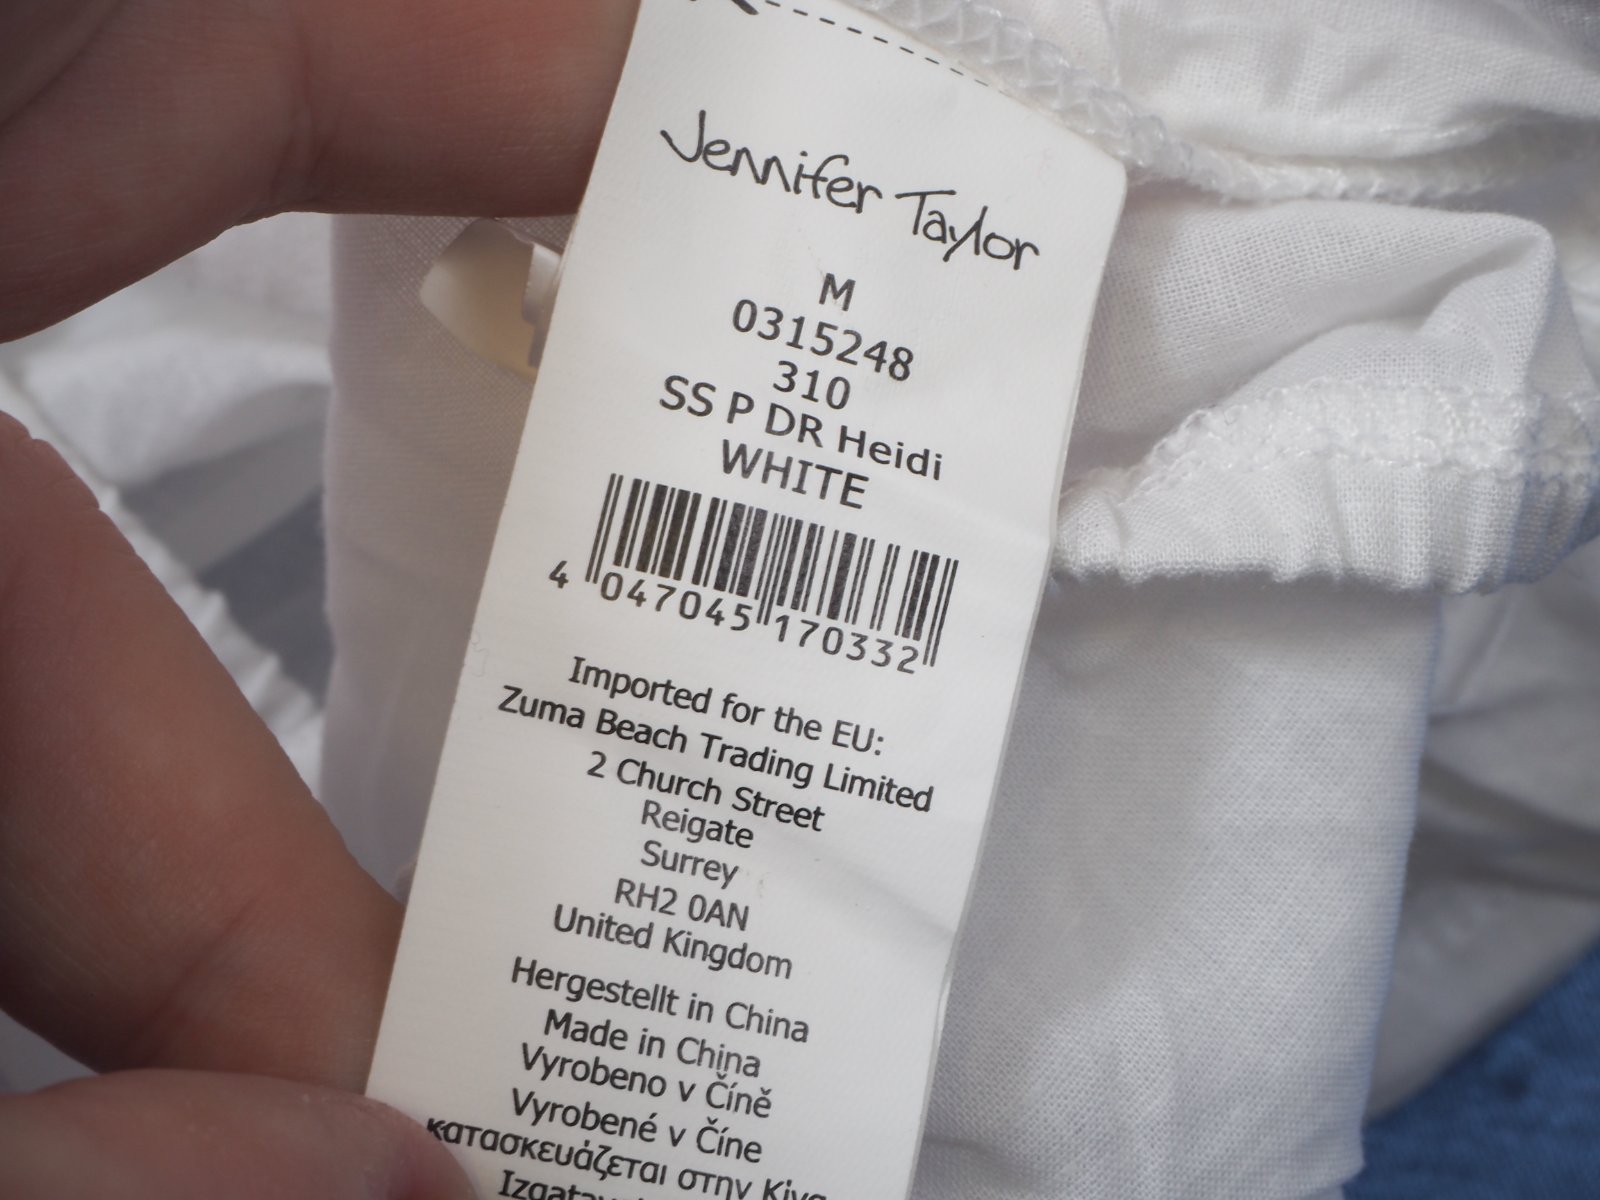 Jennifer Taylor
M
0315248
310
SS P DR Heidi
WHITE
4 047045 170332
Imported for the EU:
Zuma Beach Trading Limited
2 Church Street
Reigate
Surrey
RH2 0AN
United Kingdom
Hergestellt in China
Made in China
Vyrobeno v Číně
Vyrobené v Číne
κατασκευάζεται στην